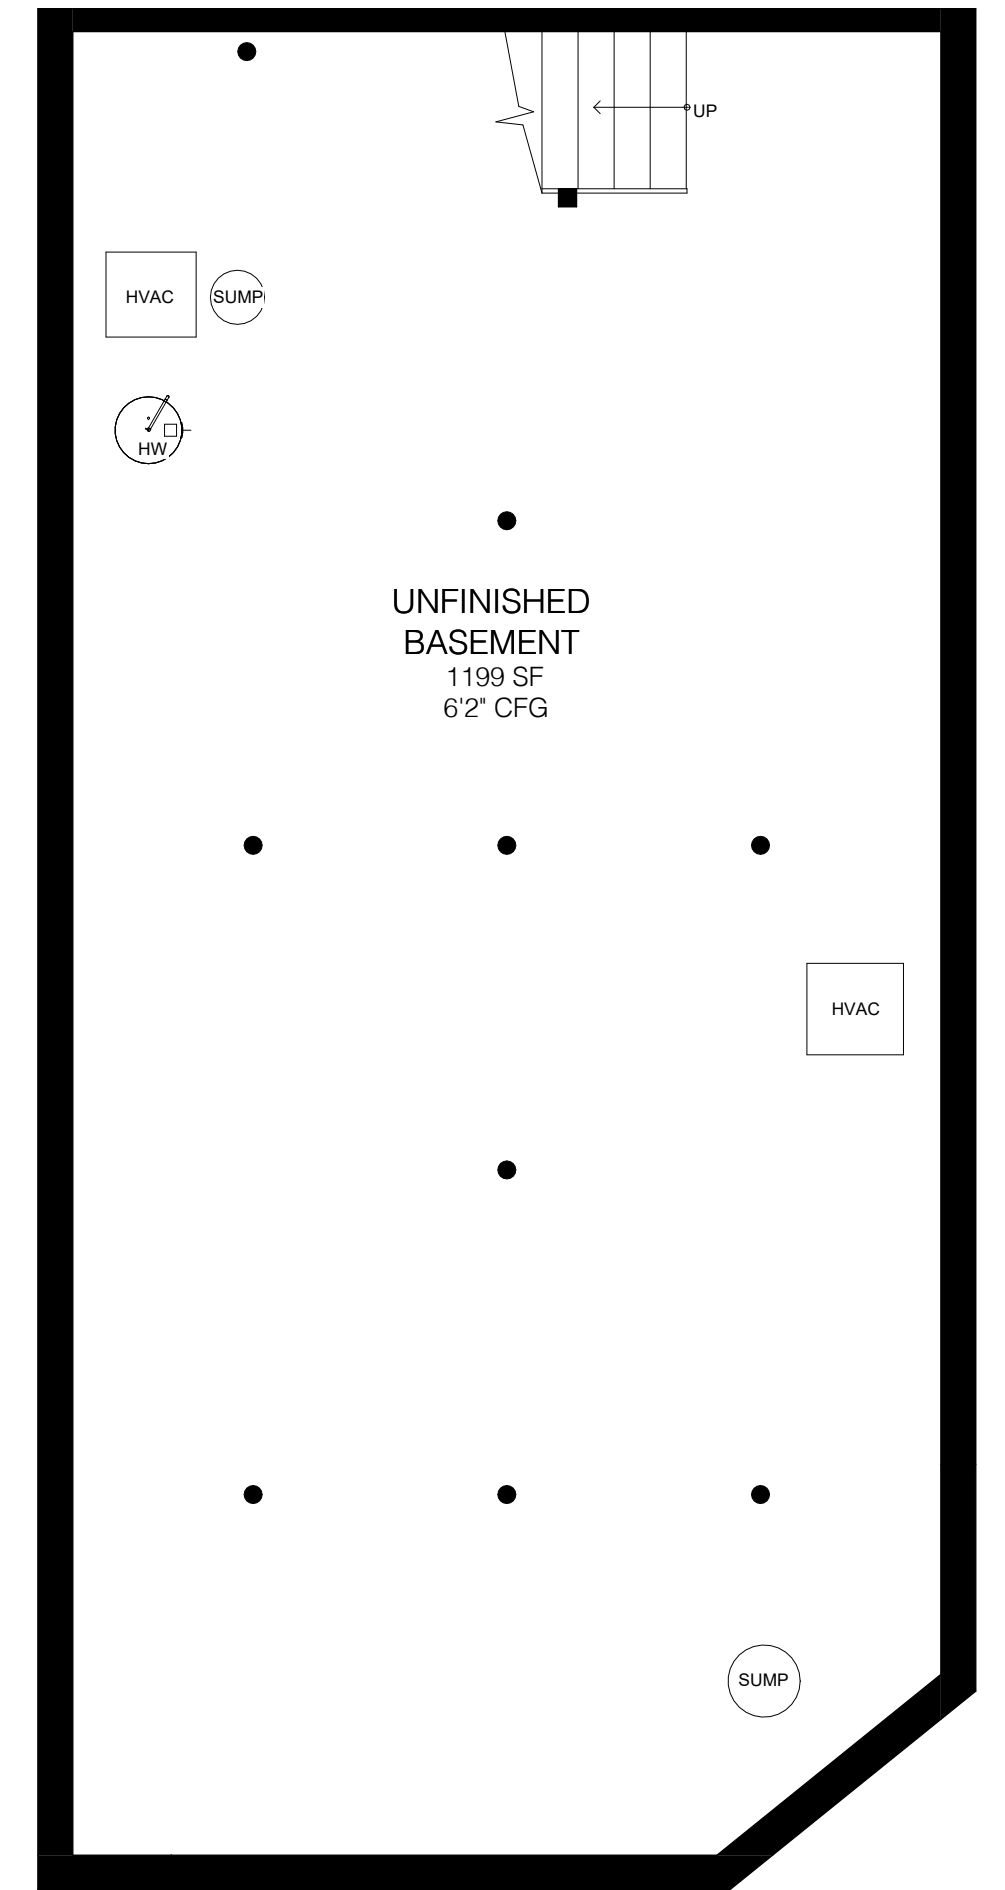 UP
HVAC
SUMP
HW
UNFINISHED
BASEMENT
1199 SF
6'2" CFG
HVAC
SUMP